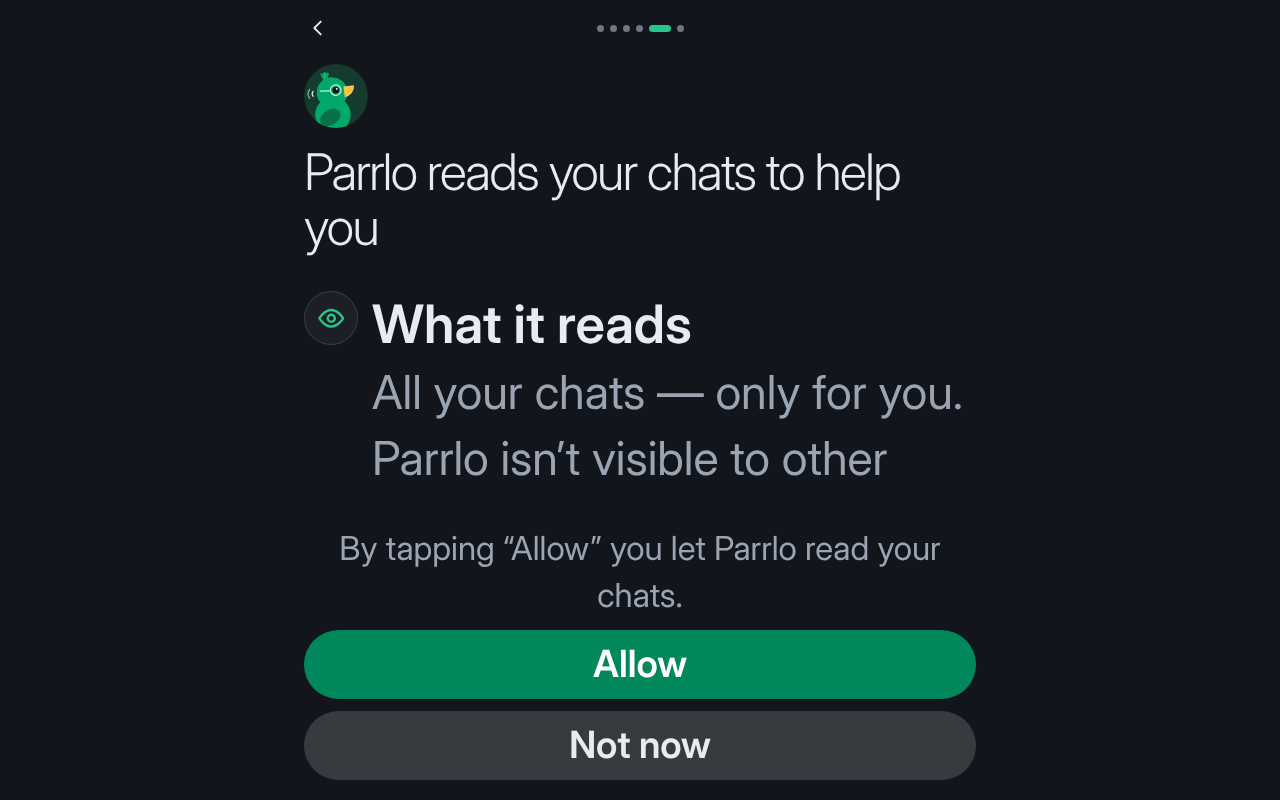 Parrlo reads your chats to help
you
What it reads
All your chats — only for you.
Parrlo isn’t visible to other
By tapping “Allow” you let Parrlo read your
chats.
Allow
Not now